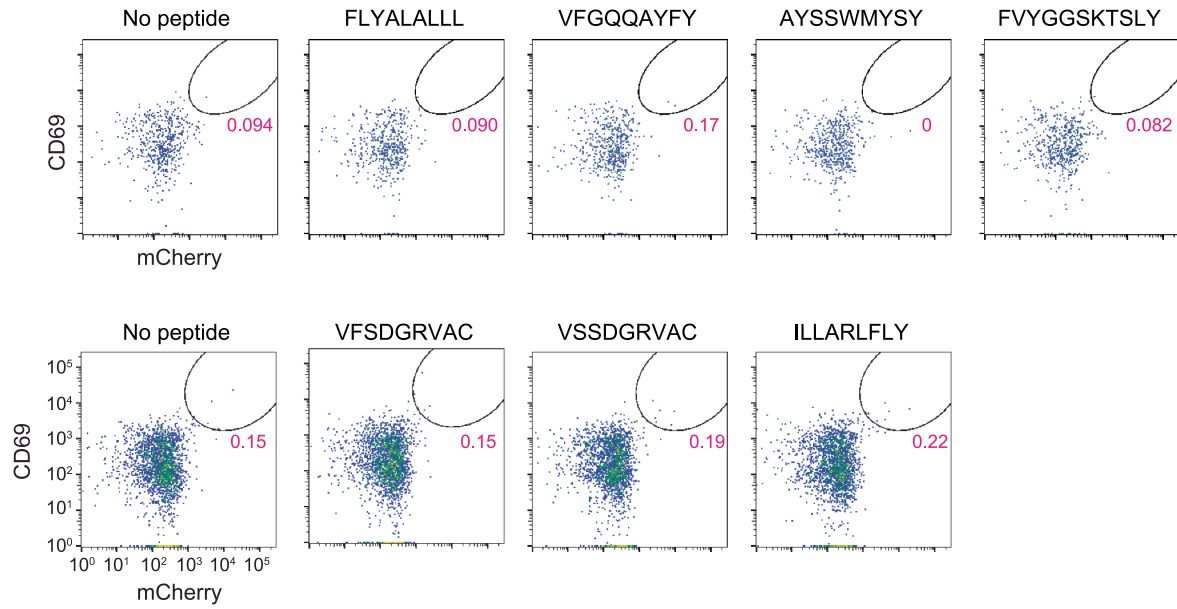 No peptide FLYALALLL VFGQQAYFY AYSSWMYSY FVYGGSKTSLY
CD69
0.094 0.090 0.17 0 0.082
mCherry
No peptide VFSDGRVAC VSSDGRVAC ILLARLFLY
CD69
10⁵
10⁴
10³
10²
10¹
10⁰
0.15 0.15 0.19 0.22
10⁰ 10¹ 10² 10³ 10⁴ 10⁵
mCherry